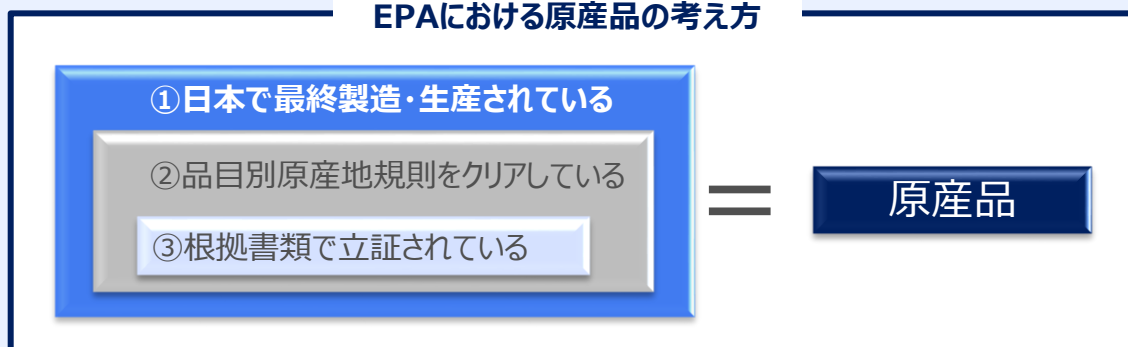 EPAにおける原産品の考え方
①日本で最終製造・生産されている
②品目別原産地規則をクリアしている
③根拠書類で立証されている
＝
原産品